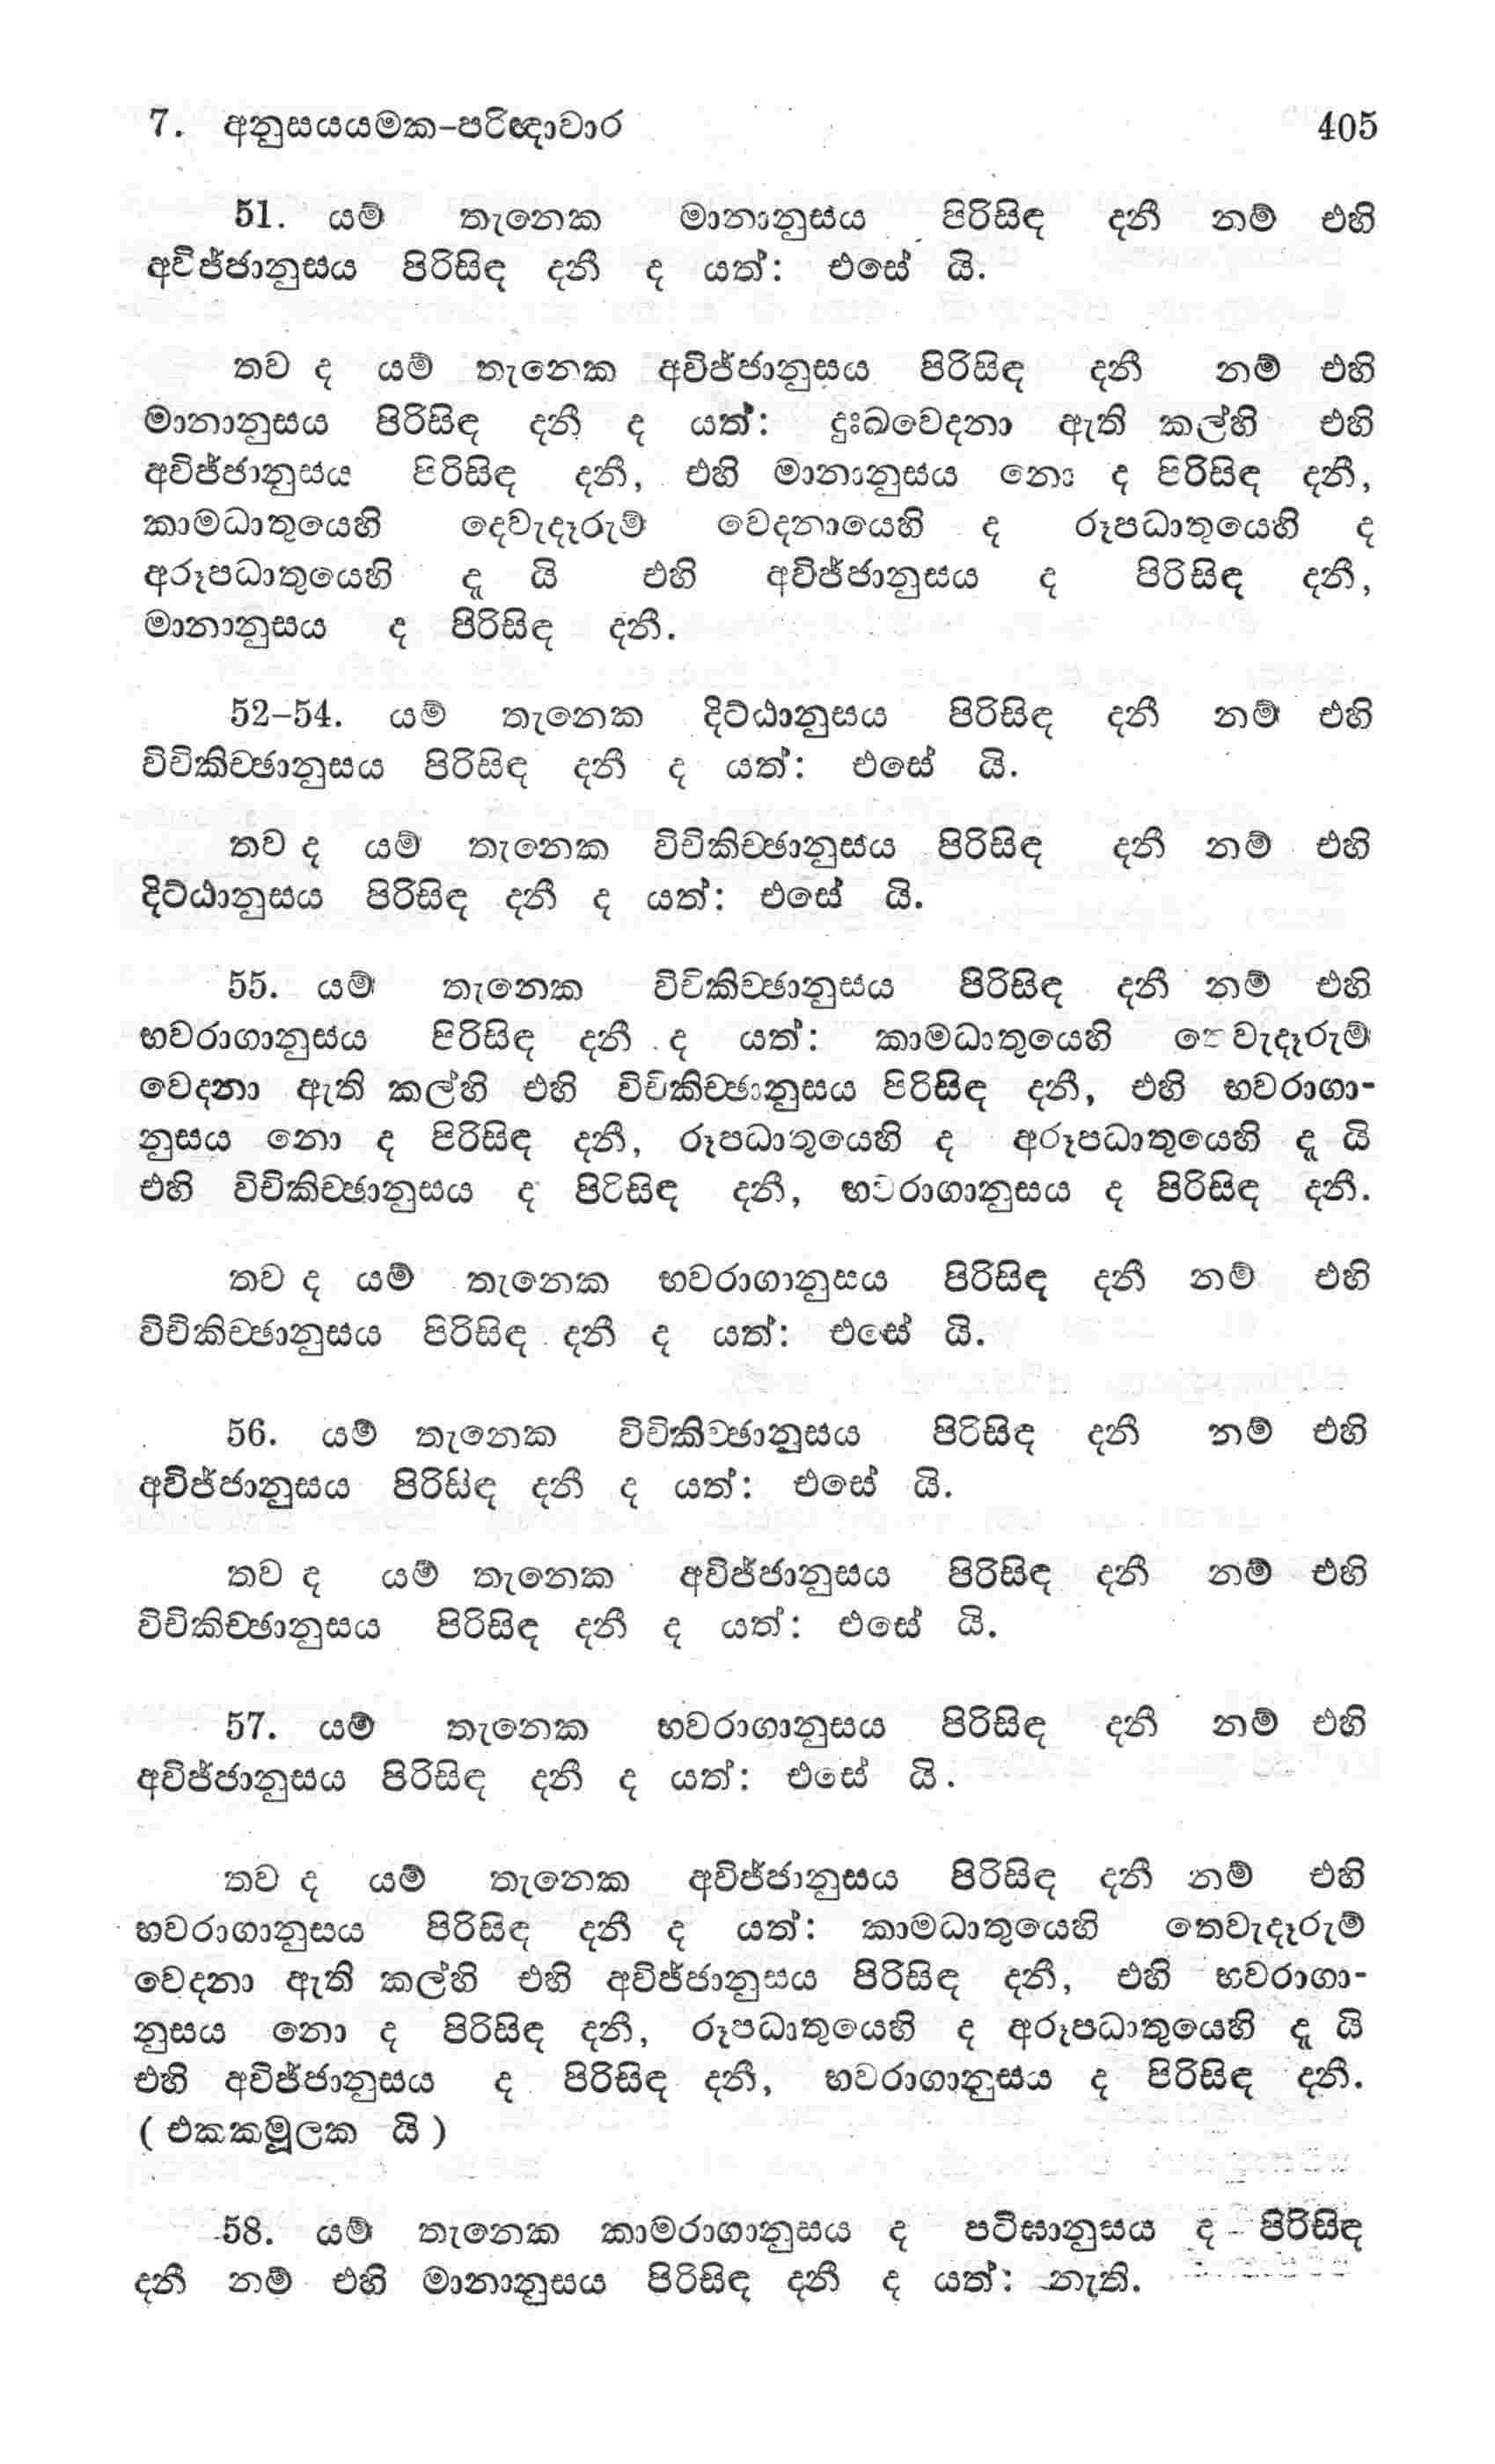 7. අනුසයයමක-පරිඤාවාර 405
51. යම් තැනෙක මානානුසය පිරිසිඳ දනී නම් එහි
අවිජ්ජානුසය පිරිසිඳ දනී ද යත්: එසේ යි.
තව ද යම් තැනෙක අවිජ්ජානුසය පිරිසිඳ දනී නම් එහි
මානානුසය පිරිසිඳ දනී ද යත්: දුඃඛවෙදනා ඇති කල්හි එහි
අවිජ්ජානුසය පිරිසිඳ දනී, එහි මානානුසය නො ද පිරිසිඳ දනී,
කාමධාතුයෙහි දෙවැදෑරුම් වෙදනායෙහි ද රූපධාතුයෙහි ද
අරූපධාතුයෙහි දැ යි එහි අවිජ්ජානුසය ද පිරිසිඳ දනී,
මානානුසය ද පිරිසිඳ දනී.
52-54. යම් තැනෙක දිට්ඨානුසය පිරිසිඳ දනී නම් එහි
විචිකිච්ඡානුසය පිරිසිඳ දනී ද යත්: එසේ යි.
තව ද යම් තැනෙක විචිකිච්ඡානුසය පිරිසිඳ දනී නම් එහි
දිට්ඨානුසය පිරිසිඳ දනී ද යත්: එසේ යි.
55. යම් තැනෙක විචිකිච්ඡානුසය පිරිසිඳ දනී නම් එහි
භවරාගානුසය පිරිසිඳ දනී ද යත්: කාමධාතුයෙහි තෙවැදෑරුම්
වෙදනා ඇති කල්හි එහි විචිකිච්ඡානුසය පිරිසිඳ දනී, එහි භවරාගා-
නුසය නො ද පිරිසිඳ දනී, රූපධාතුයෙහි ද අරූපධාතුයෙහි දැ යි
එහි විචිකිච්ඡානුසය ද පිරිසිඳ දනී, භවරාගානුසය ද පිරිසිඳ දනී.
තව ද යම් තැනෙක භවරාගානුසය පිරිසිඳ දනී නම් එහි
විචිකිච්ඡානුසය පිරිසිඳ දනී ද යත්: එසේ යි.
56. යම් තැනෙක විචිකිච්ඡානුසය පිරිසිඳ දනී නම් එහි
අවිජ්ජානුසය පිරිසිඳ දනී ද යත්: එසේ යි.
තව ද යම් තැනෙක අවිජ්ජානුසය පිරිසිඳ දනී නම් එහි
විචිකිච්ඡානුසය පිරිසිඳ දනී ද යත්: එසේ යි.
57. යම් තැනෙක භවරාගානුසය පිරිසිඳ දනී නම් එහි
අවිජ්ජානුසය පිරිසිඳ දනී ද යත්: එසේ යි.
තව ද යම් තැනෙක අවිජ්ජානුසය පිරිසිඳ දනී නම් එහි
භවරාගානුසය පිරිසිඳ දනී ද යත්: කාමධාතුයෙහි තෙවැදෑරුම්
වෙදනා ඇති කල්හි එහි අවිජ්ජානුසය පිරිසිඳ දනී, එහි භවරාගා-
නුසය නො ද පිරිසිඳ දනී, රූපධාතුයෙහි ද අරූපධාතුයෙහි දැ යි
එහි අවිජ්ජානුසය ද පිරිසිඳ දනී, භවරාගානුසය ද පිරිසිඳ දනී.
(එකකමූලක යි)
58. යම් තැනෙක කාමරාගානුසය ද පටිඝානුසය ද පිරිසිඳ
දනී නම් එහි මානානුසය පිරිසිඳ දනී ද යත්: නැති.